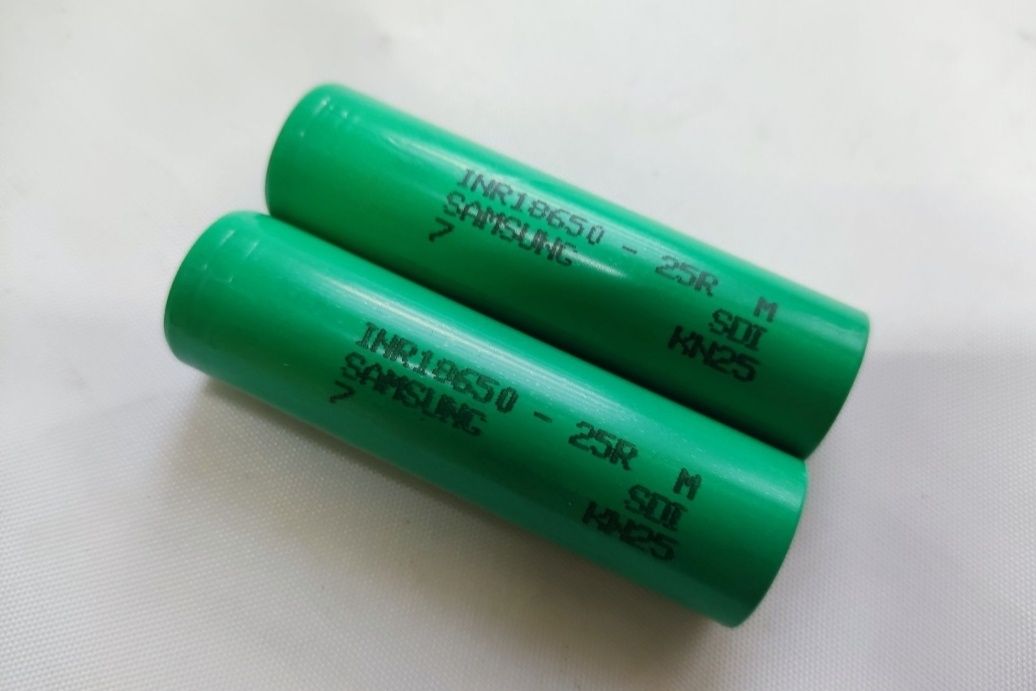 INR18650 - 25R M
SAMSUNG SDI
7 KN25
INR18650 - 25R M
SAMSUNG SDI
7 KN25